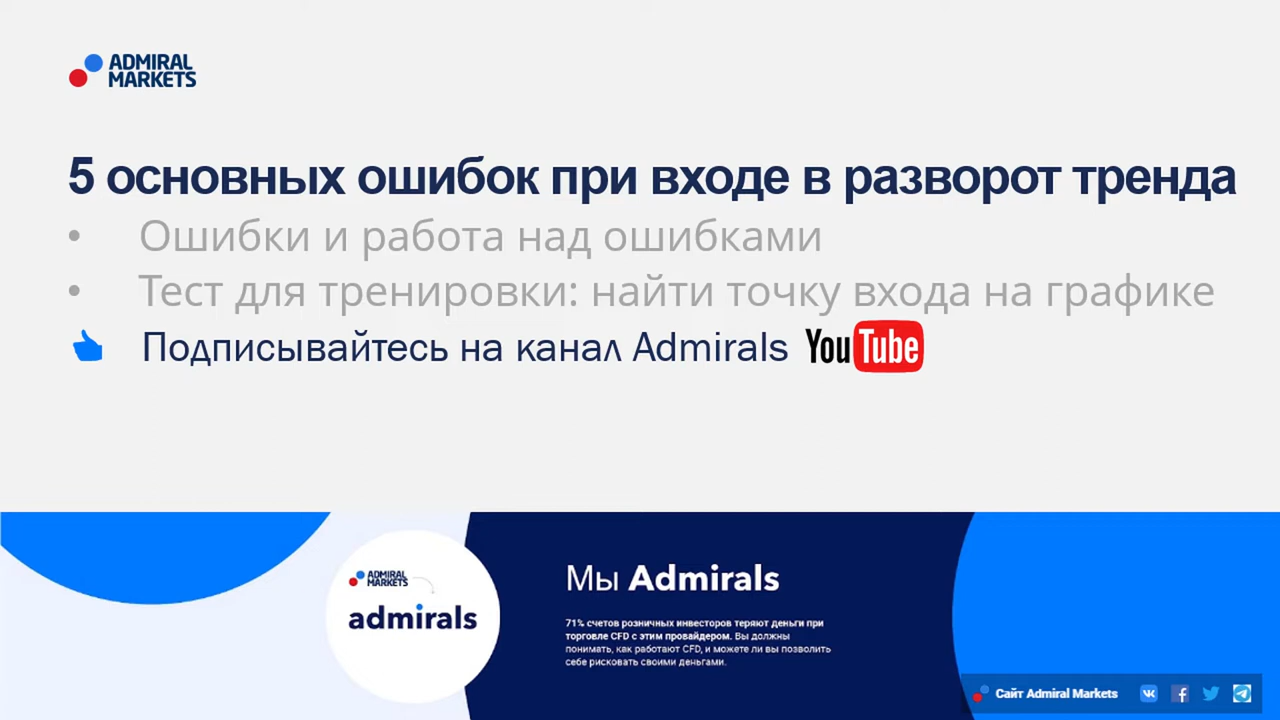 ADMIRAL
MARKETS
5 основных ошибок при входе в разворот тренда
• Ошибки и работа над ошибками
• Тест для тренировки: найти точку входа на графике
Подписывайтесь на канал Admirals YouTube
ADMIRAL
MARKETS
admirals
Мы Admirals
71% счетов розничных инвесторов теряют деньги при
торговле CFD с этим провайдером. Вы должны
понимать, как работают CFD, и можете ли вы позволить
себе рисковать своими деньгами.
Сайт Admiral Markets